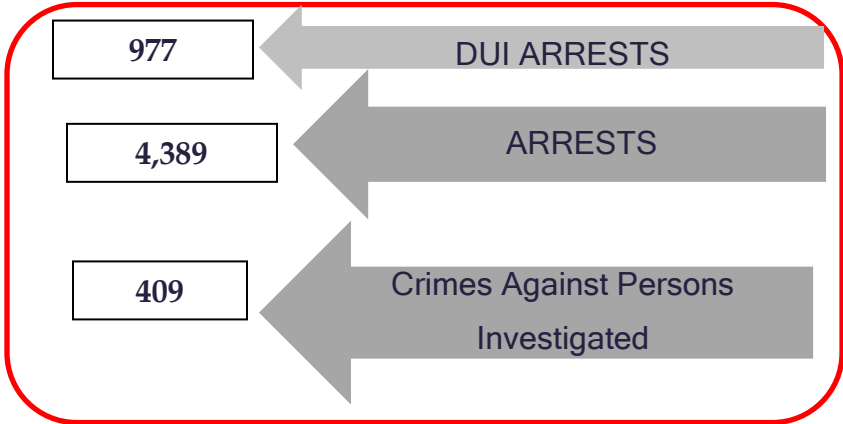 977
DUI ARRESTS
4,389
ARRESTS
409
Crimes Against Persons
Investigated